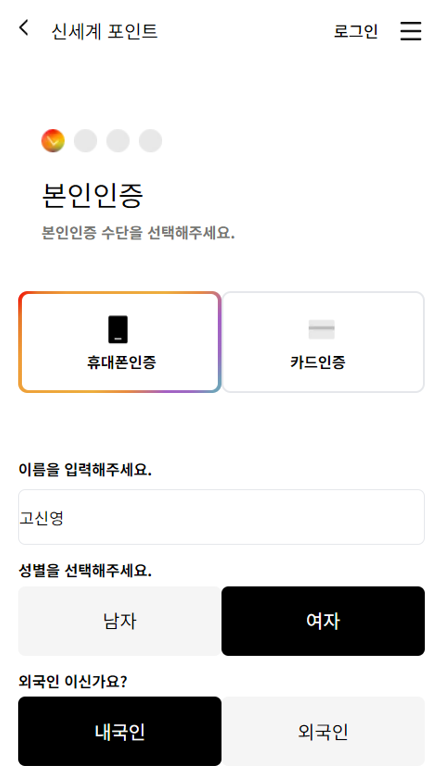 신세계 포인트
로그인
본인인증
본인인증 수단을 선택해주세요.
휴대폰인증
카드인증
이름을 입력해주세요.
고신영
성별을 선택해주세요.
남자
여자
외국인 이신가요?
내국인
외국인